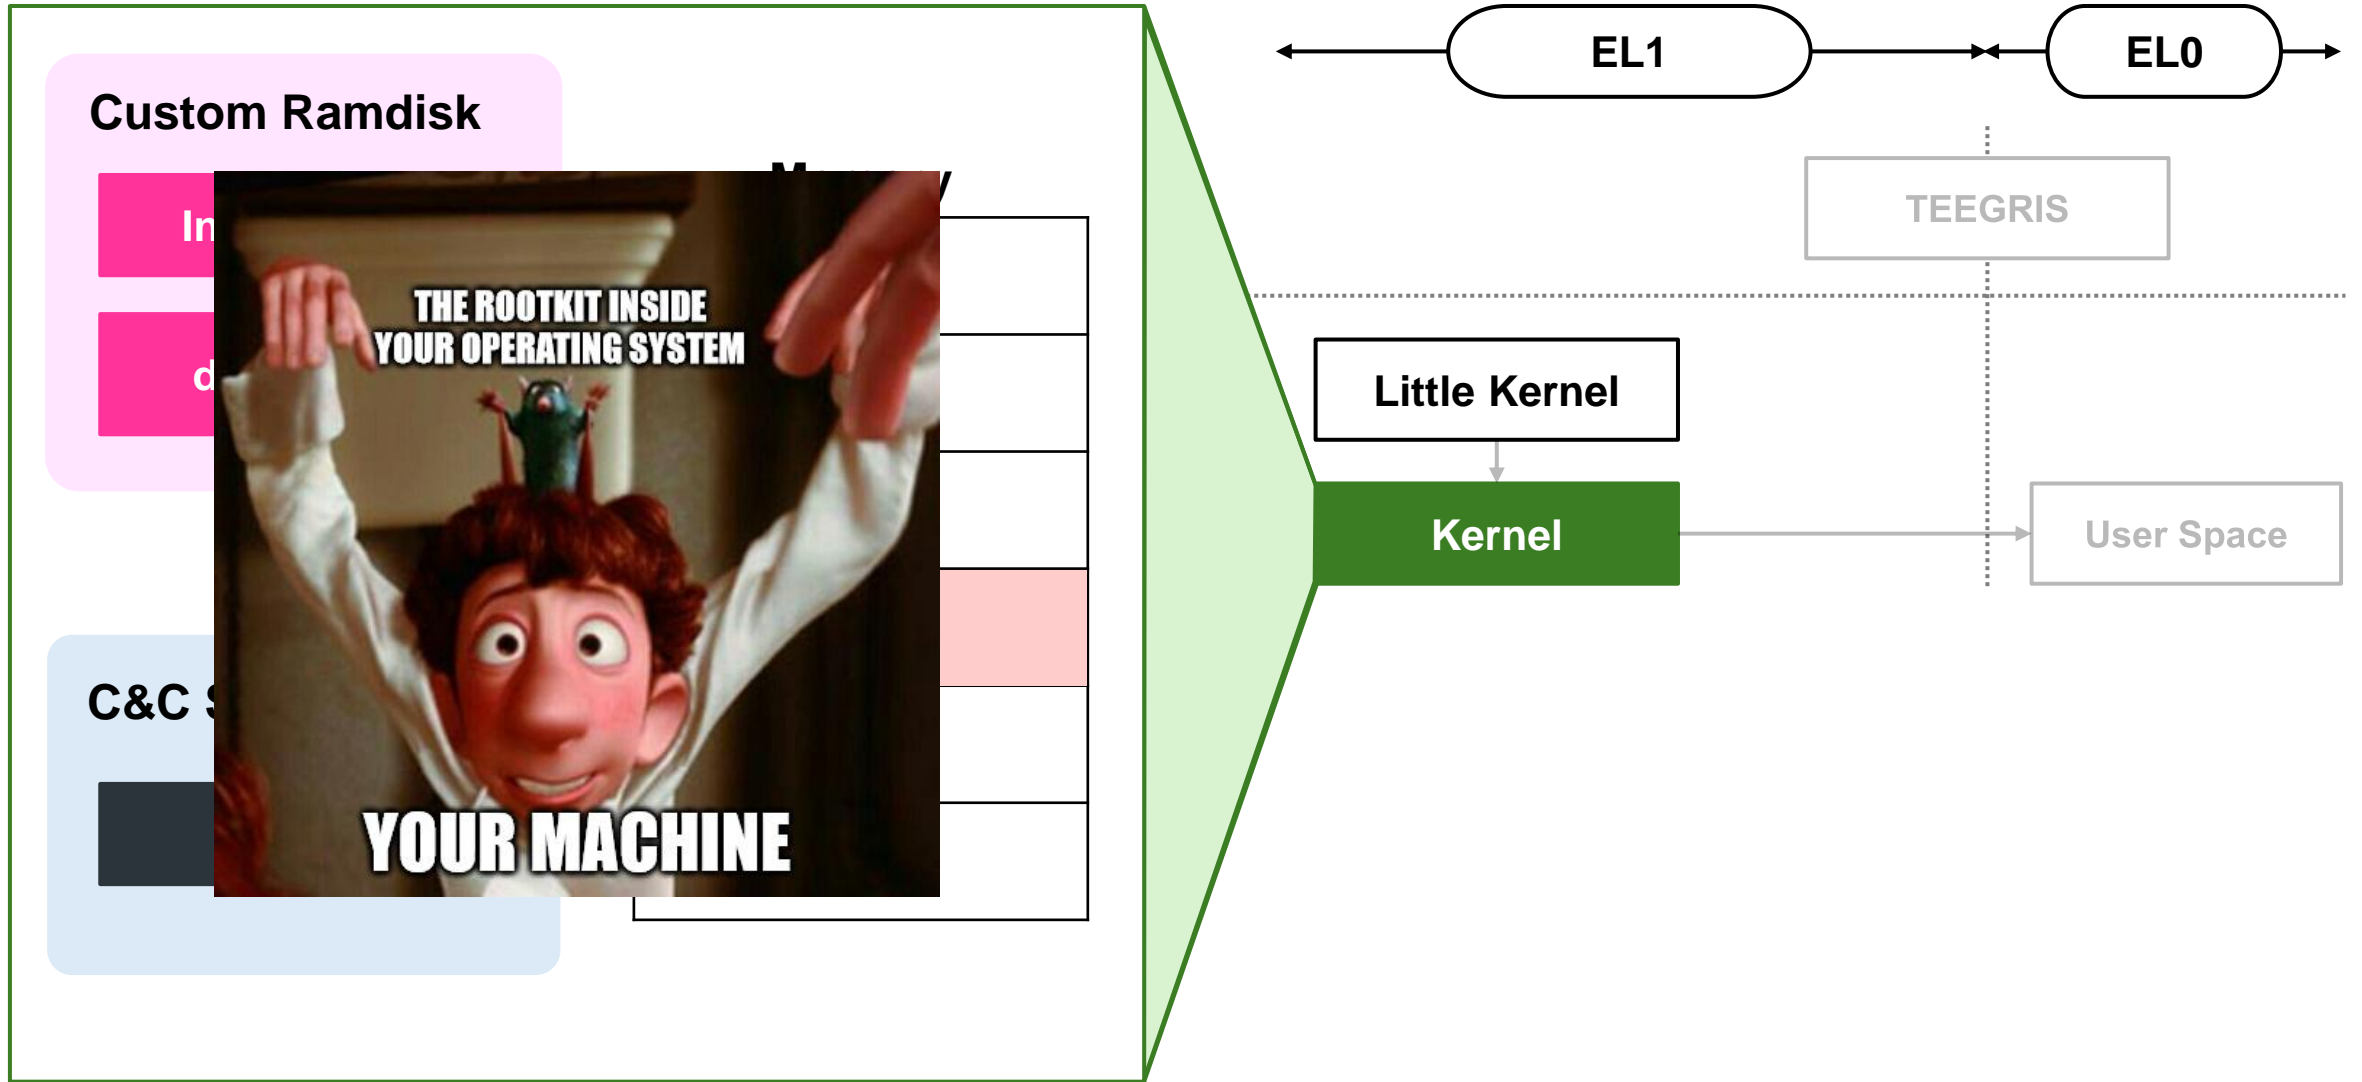 Custom Ramdisk
THE ROOTKIT INSIDE
YOUR OPERATING SYSTEM
YOUR MACHINE
C&C
EL1
EL0
TEEGRIS
Little Kernel
Kernel
User Space